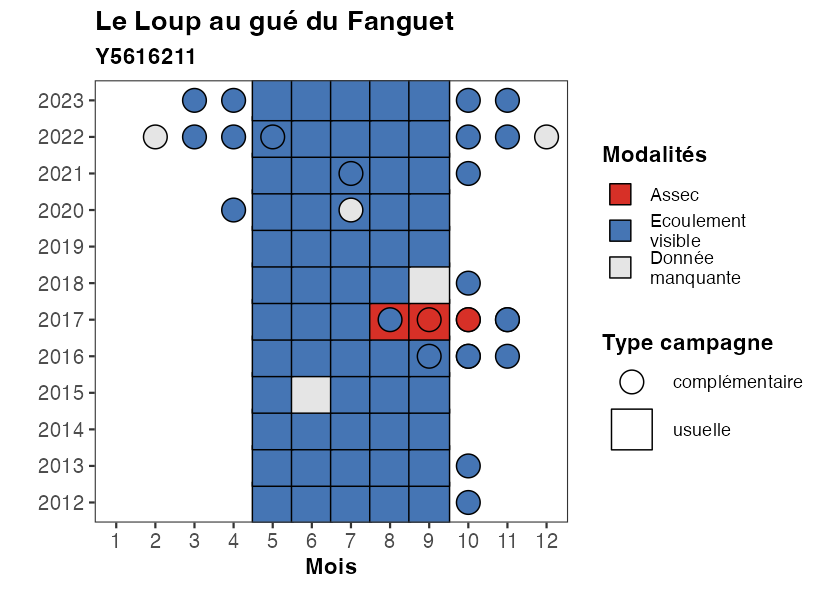 Le Loup au gué du Fanguet
Y5616211
2023
2022
2021
2020
2019
2018
2017
2016
2015
2014
2013
2012
1 2 3 4 5 6 7 8 9 10 11 12
Mois
Modalités
Assec
Ecoulement
visible
Donnée
manquante
Type campagne
complémentaire
usuelle